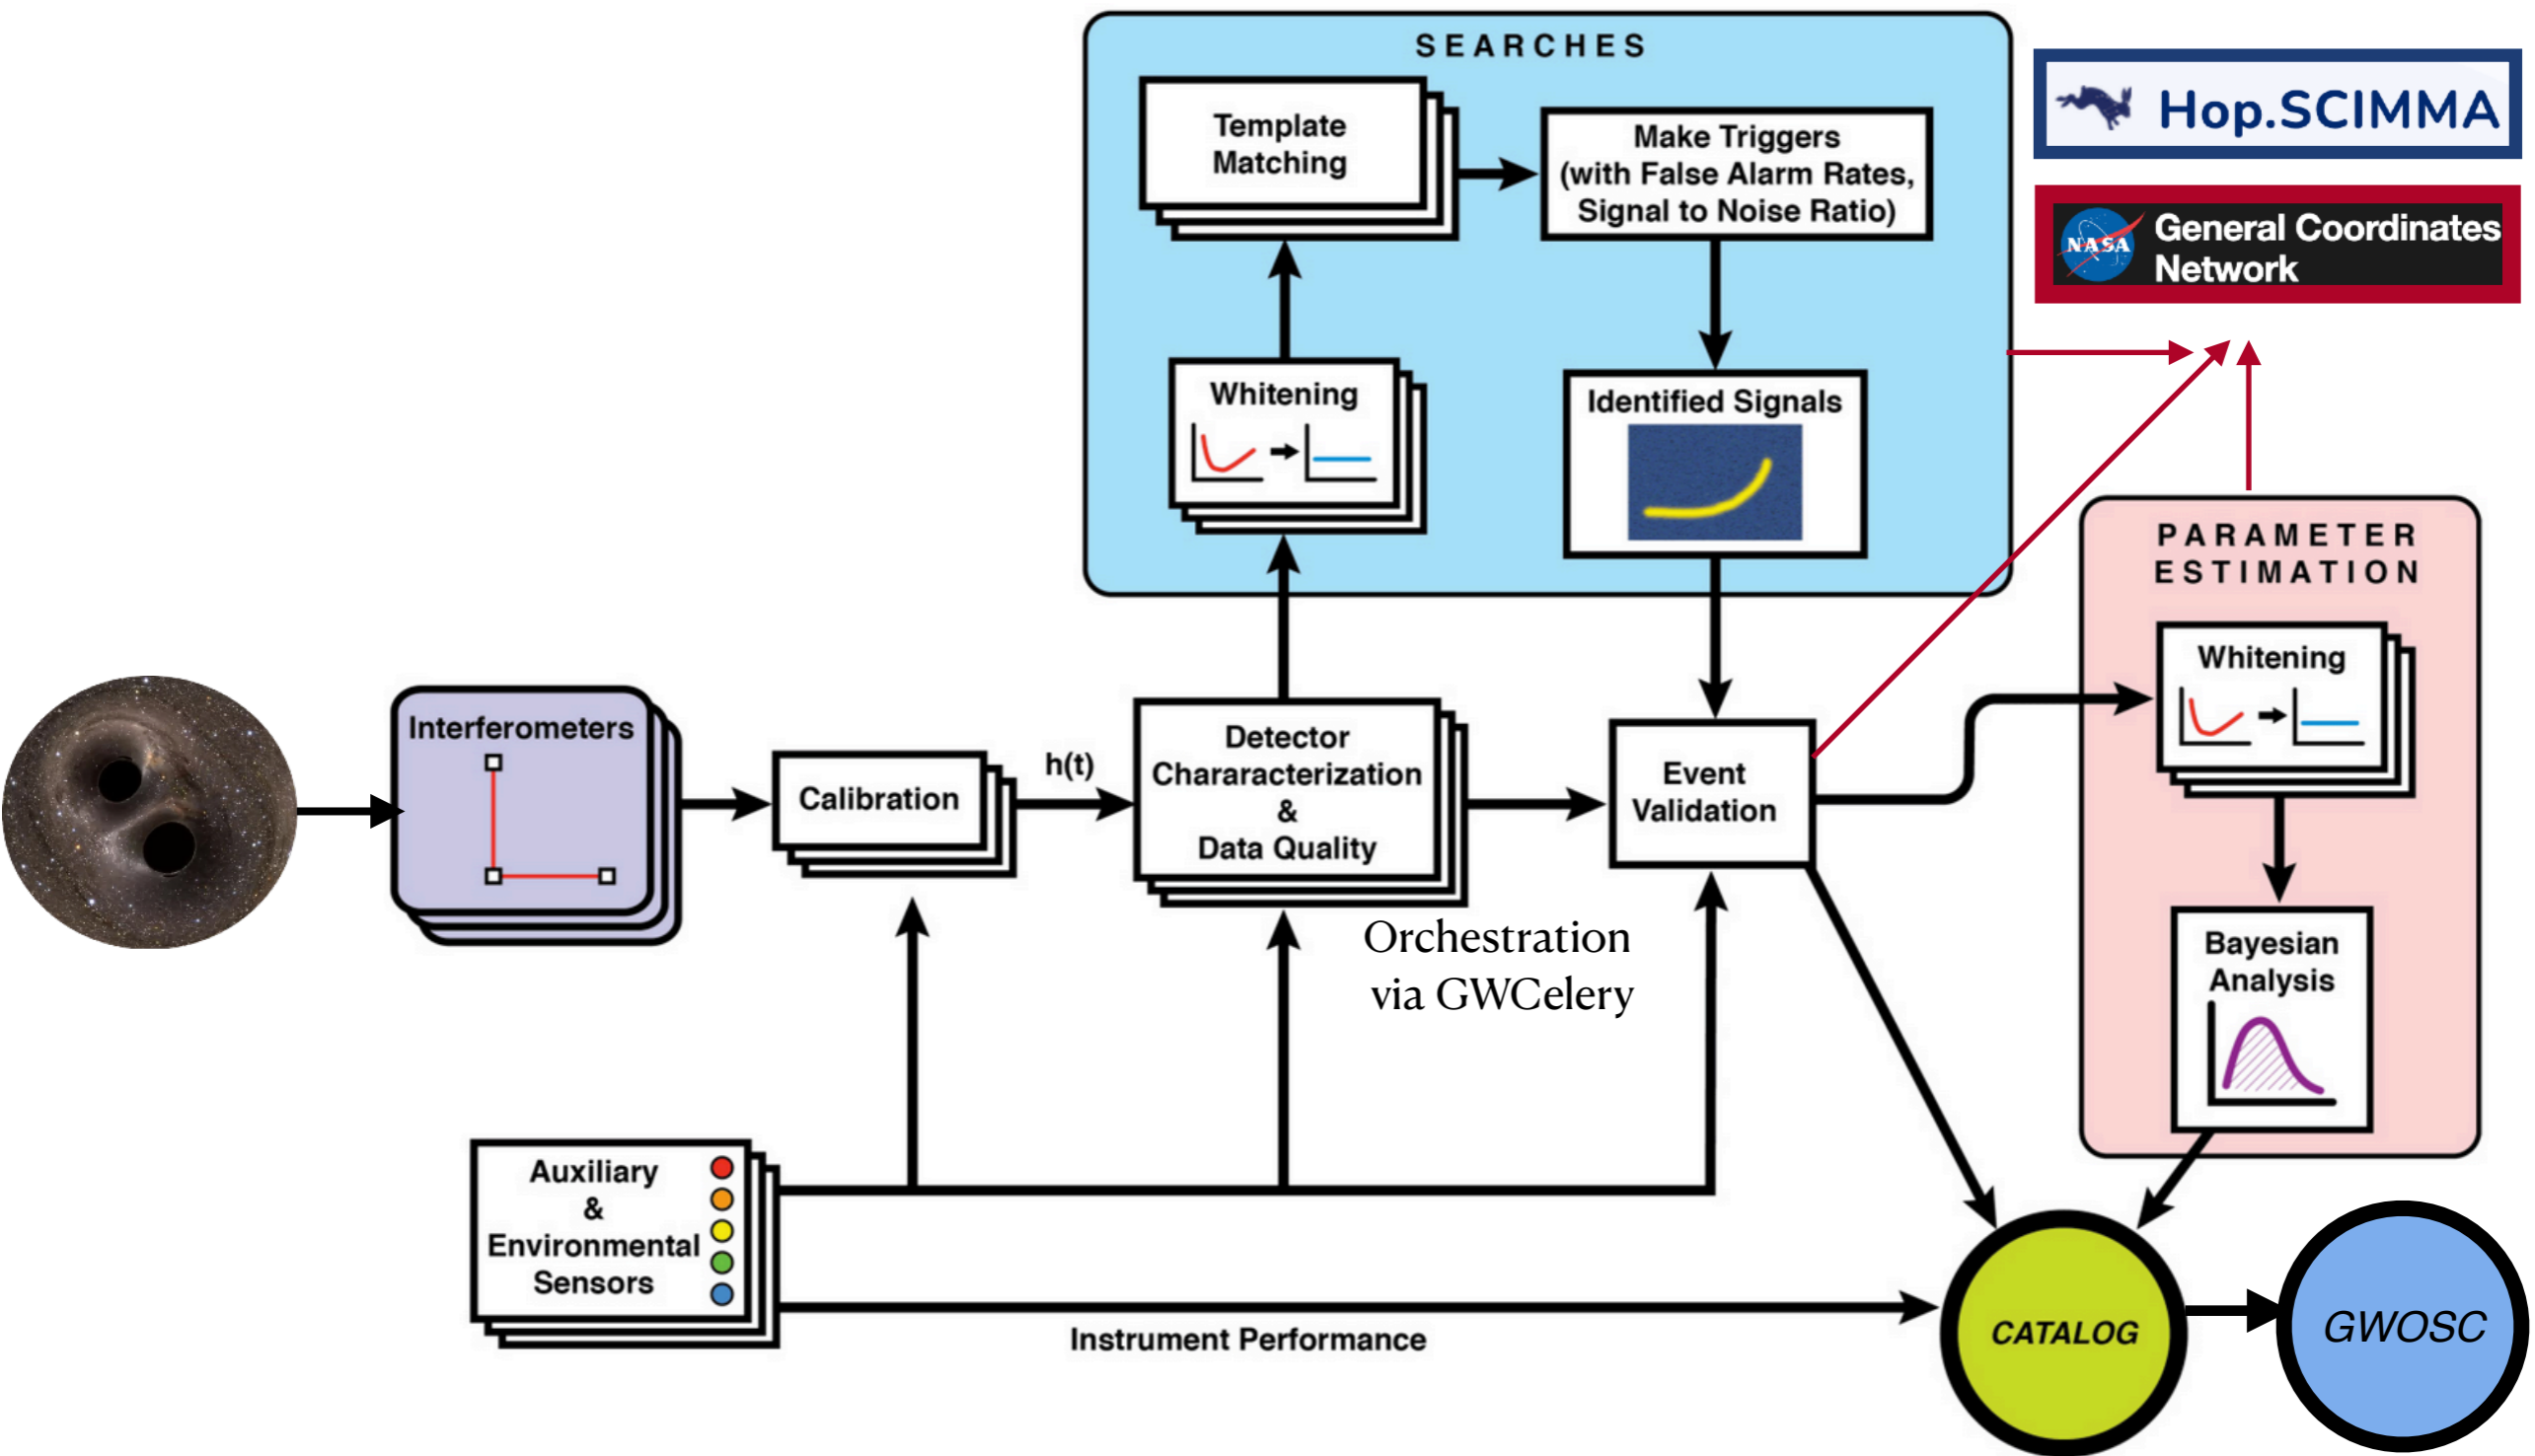 SEARCHES
Template
Matching
Make Triggers
(with False Alarm Rates,
Signal to Noise Ratio)
Hop.SCIMMA
NASA
General Coordinates
Network
Whitening
Identified Signals
PARAMETER
ESTIMATION
Whitening
Interferometers
Calibration
h(t)
Detector
Chararacterization
&
Data Quality
Event
Validation
Orchestration
via GWCelery
Bayesian
Analysis
Auxiliary
&
Environmental
Sensors
Instrument Performance
CATALOG
GWOSC